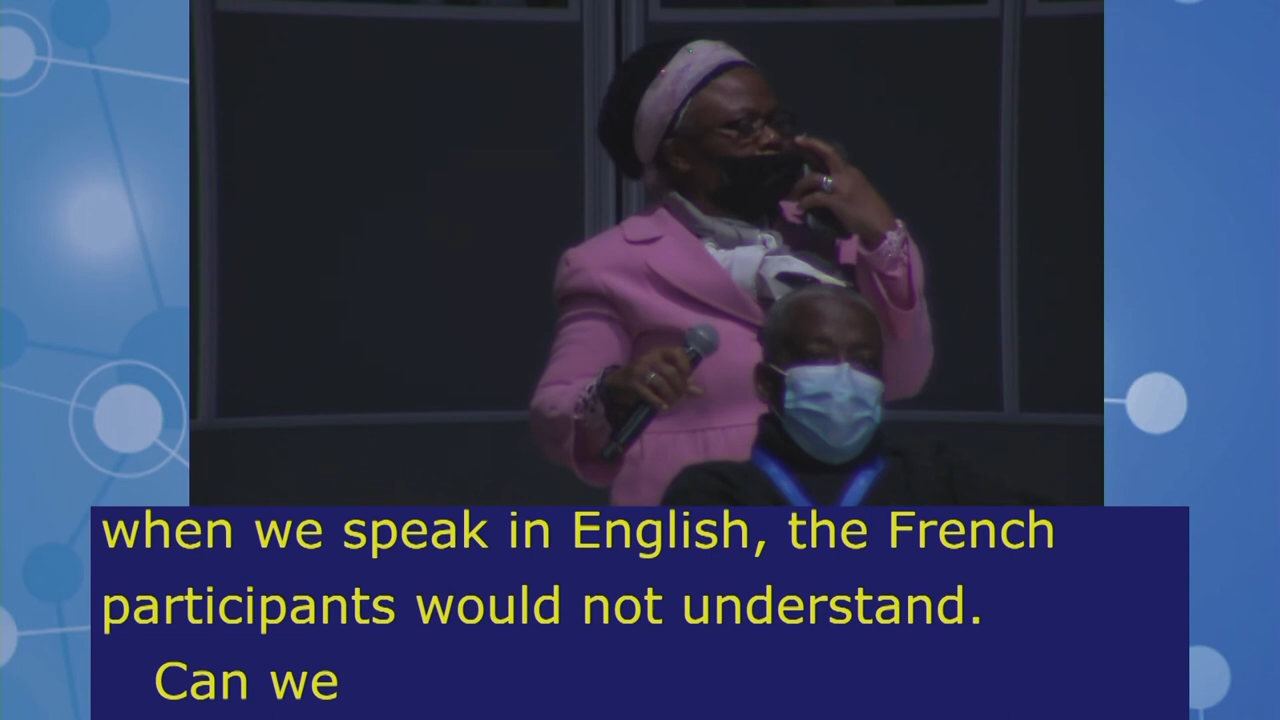 when we speak in English, the French
participants would not understand.
Can we